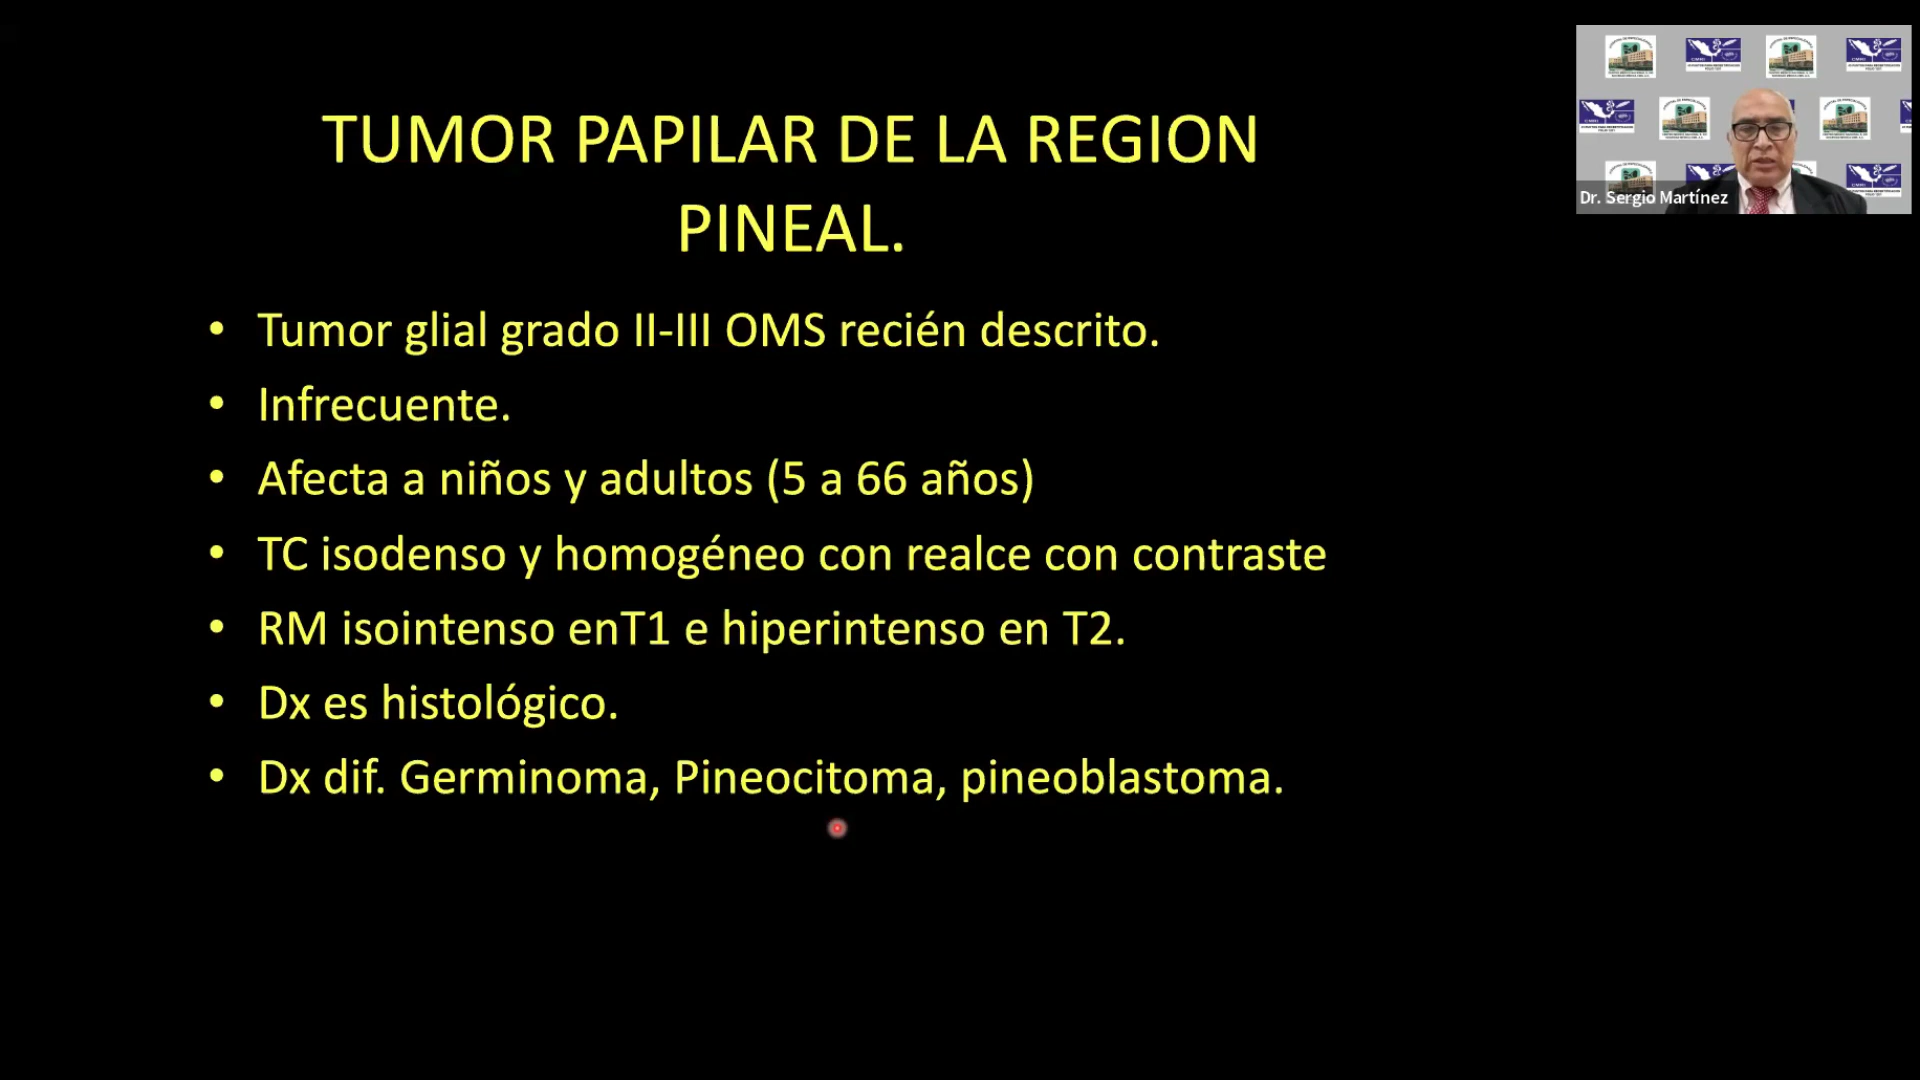 TUMOR PAPILAR DE LA REGION
PINEAL.
• Tumor glial grado II-III OMS recién descrito.
• Infrecuente.
• Afecta a niños y adultos (5 a 66 años)
• TC isodenso y homogéneo con realce con contraste
• RM isointenso enT1 e hiperintenso en T2.
• Dx es histológico.
• Dx dif. Germinoma, Pineocitoma, pineoblastoma.
Dr. Sergio Martínez